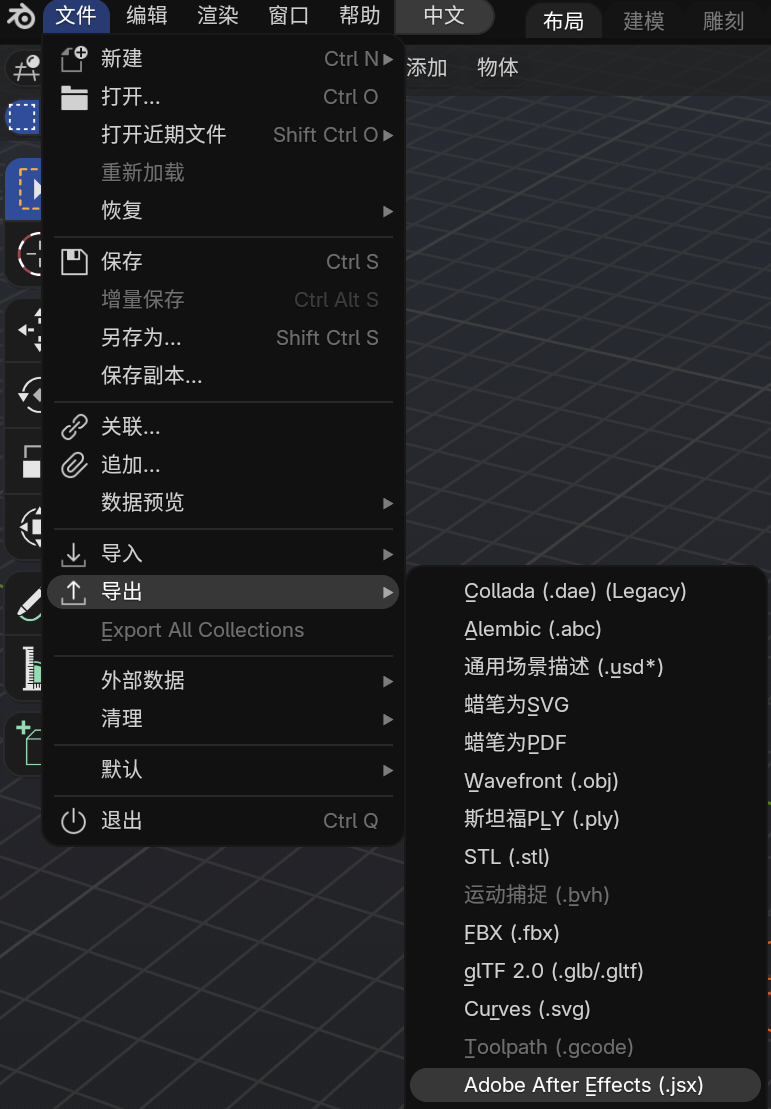 文件 编辑 渲染 窗口 帮助 中文 布局 建模 雕刻
添加 物体
新建 Ctrl N
打开... Ctrl O
打开近期文件 Shift Ctrl O
重新加载
恢复
保存 Ctrl S
增量保存 Ctrl Alt S
另存为... Shift Ctrl S
保存副本...
关联...
追加...
数据预览
导入
导出
Export All Collections
外部数据
清理
默认
退出 Ctrl Q
Collada (.dae) (Legacy)
Alembic (.abc)
通用场景描述 (.usd*)
蜡笔为SVG
蜡笔为PDF
Wavefront (.obj)
斯坦福PLY (.ply)
STL (.stl)
运动捕捉 (.bvh)
FBX (.fbx)
glTF 2.0 (.glb/.gltf)
Curves (.svg)
Toolpath (.gcode)
Adobe After Effects (.jsx)